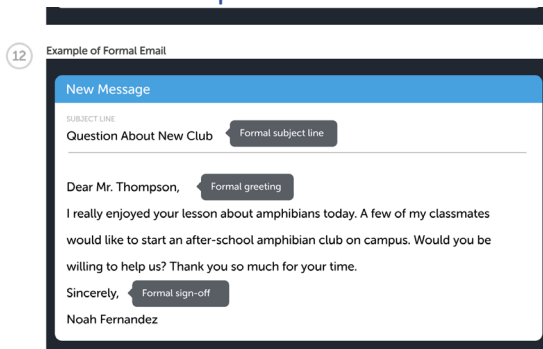 12
Example of Formal Email
New Message
SUBJECT LINE
Question About New Club
Formal subject line
Dear Mr. Thompson,
Formal greeting
I really enjoyed your lesson about amphibians today. A few of my classmates
would like to start an after-school amphibian club on campus. Would you be
willing to help us? Thank you so much for your time.
Sincerely,
Formal sign-off
Noah Fernandez